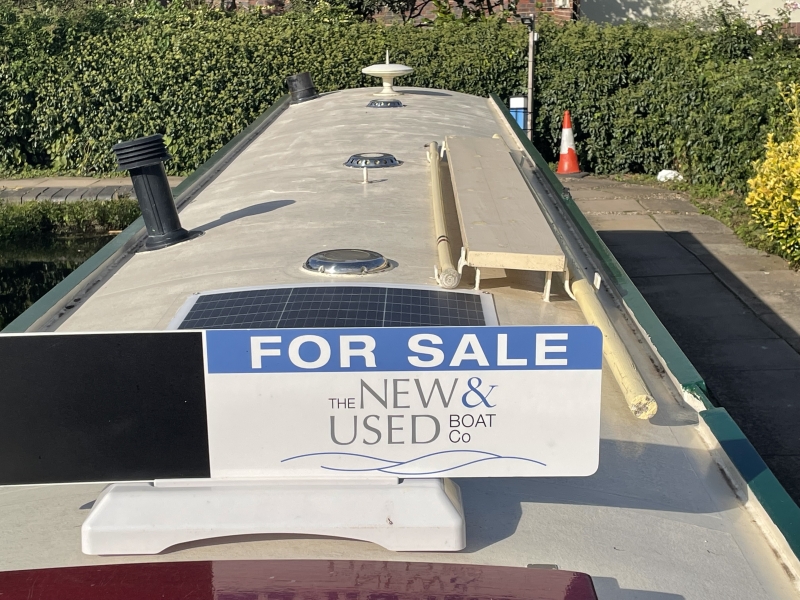 FOR SALE
THE NEW &
USED BOAT Co